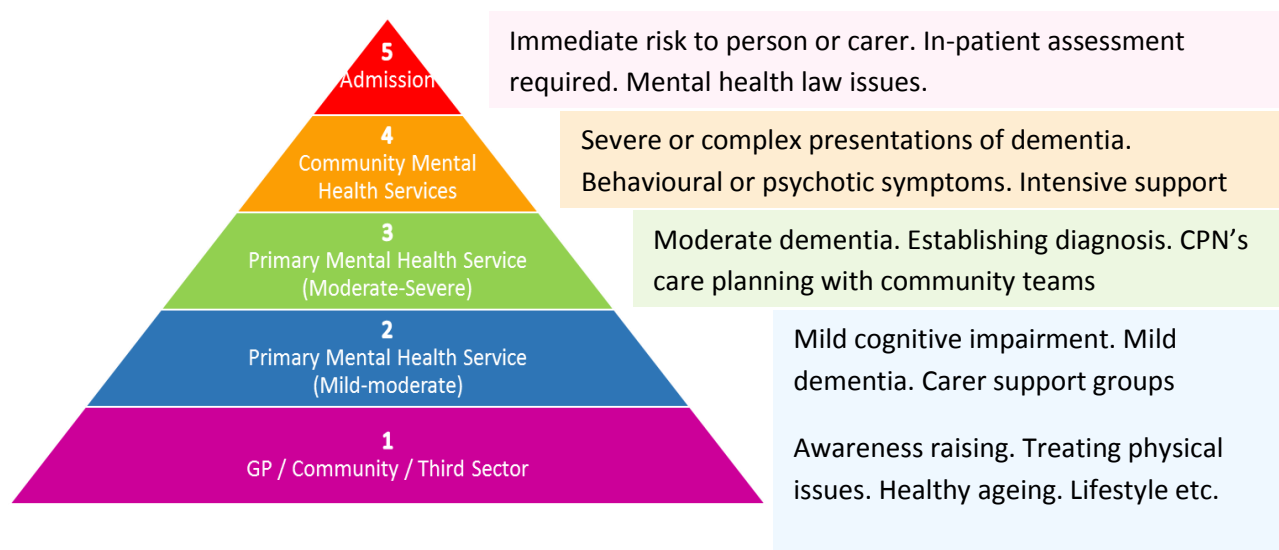 5
Admission
Immediate risk to person or carer. In-patient assessment
required. Mental health law issues.
4
Community Mental
Health Services
Severe or complex presentations of dementia.
Behavioural or psychotic symptoms. Intensive support
3
Primary Mental Health Service
(Moderate-Severe)
Moderate dementia. Establishing diagnosis. CPN’s
care planning with community teams
2
Primary Mental Health Service
(Mild-moderate)
Mild cognitive impairment. Mild
dementia. Carer support groups
1
GP / Community / Third Sector
Awareness raising. Treating physical
issues. Healthy ageing. Lifestyle etc.